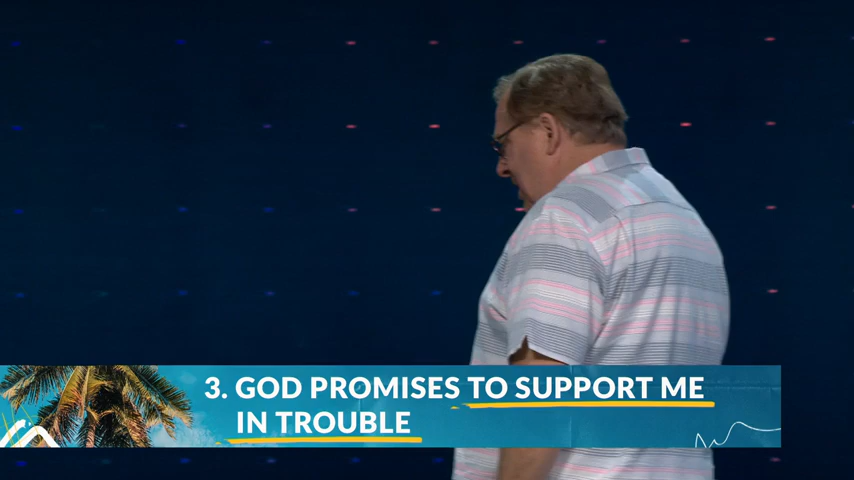 3. GOD PROMISES TO SUPPORT ME
IN TROUBLE